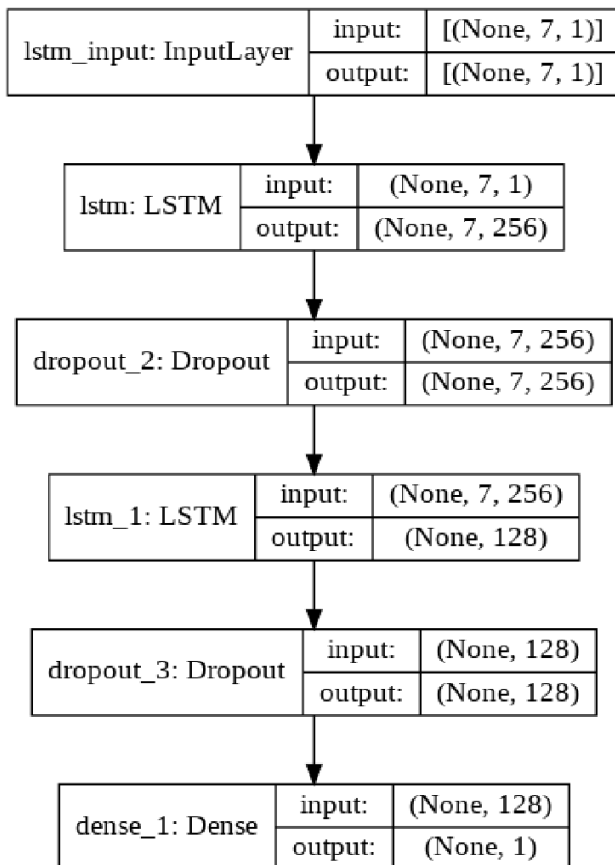 lstm_input: InputLayer
input: [(None, 7, 1)]
output: [(None, 7, 1)]
lstm: LSTM
input: (None, 7, 1)
output: (None, 7, 256)
dropout_2: Dropout
input: (None, 7, 256)
output: (None, 7, 256)
lstm_1: LSTM
input: (None, 7, 256)
output: (None, 128)
dropout_3: Dropout
input: (None, 128)
output: (None, 128)
dense_1: Dense
input: (None, 128)
output: (None, 1)